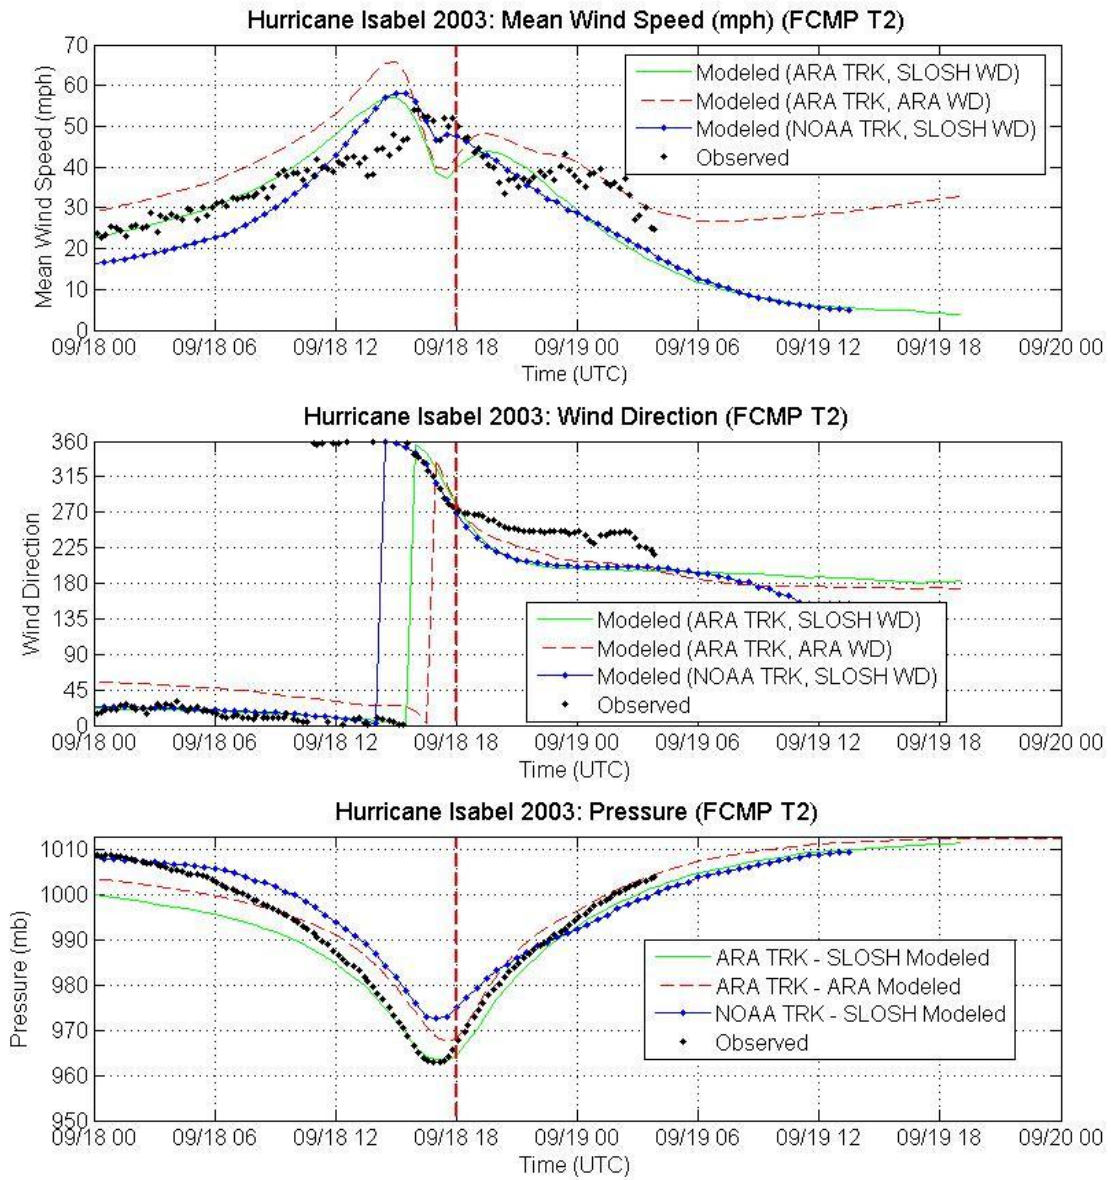 Hurricane Isabel 2003: Mean Wind Speed (mph) (FCMP T2)
Mean Wind Speed (mph)
70
60
50
40
30
20
10
0
Modeled (ARA TRK, SLOSH WD)
Modeled (ARA TRK, ARA WD)
Modeled (NOAA TRK, SLOSH WD)
Observed
09/18 00 09/18 06 09/18 12 09/18 18 09/19 00 09/19 06 09/19 12 09/19 18 09/20 00
Time (UTC)
Hurricane Isabel 2003: Wind Direction (FCMP T2)
Wind Direction
360
315
270
225
180
135
90
45
0
Modeled (ARA TRK, SLOSH WD)
Modeled (ARA TRK, ARA WD)
Modeled (NOAA TRK, SLOSH WD)
Observed
09/18 00 09/18 06 09/18 12 09/18 18 09/19 00 09/19 06 09/19 12 09/19 18 09/20 00
Time (UTC)
Hurricane Isabel 2003: Pressure (FCMP T2)
Pressure (mb)
1010
1000
990
980
970
960
950
ARA TRK - SLOSH Modeled
ARA TRK - ARA Modeled
NOAA TRK - SLOSH Modeled
Observed
09/18 00 09/18 06 09/18 12 09/18 18 09/19 00 09/19 06 09/19 12 09/19 18 09/20 00
Time (UTC)